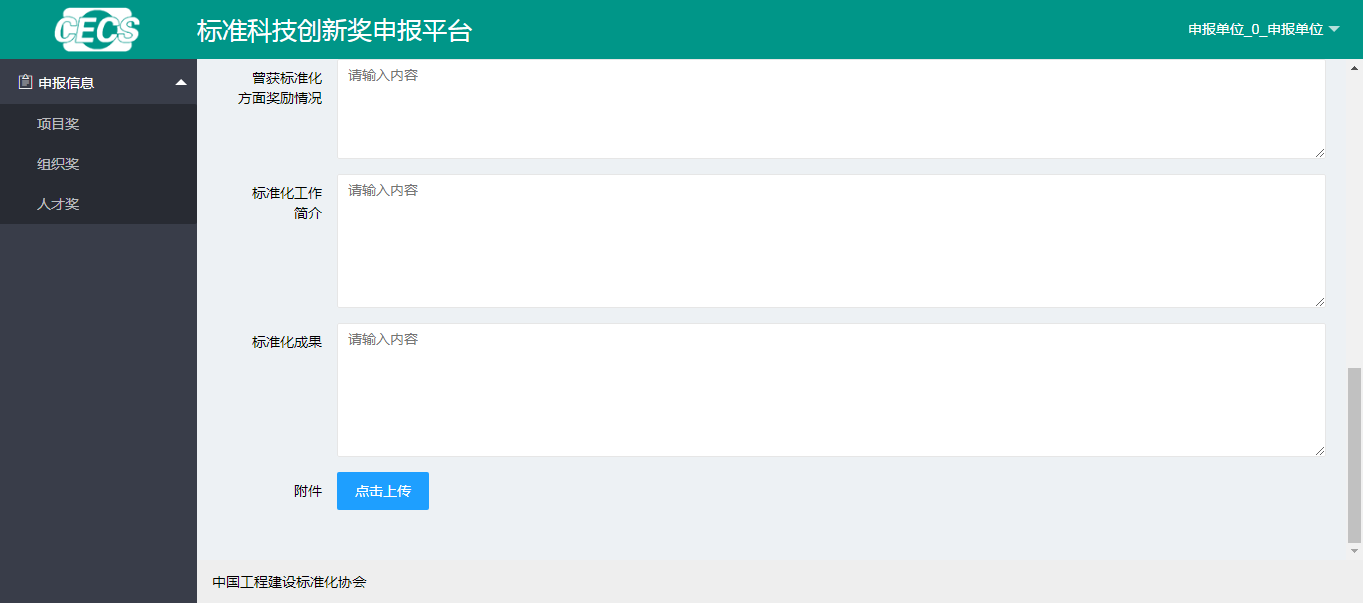 CECS
标准科技创新奖申报平台
申报单位_0_申报单位
申报信息
项目奖
组织奖
人才奖
曾获标准化
方面奖励情况
请输入内容
标准化工作
简介
请输入内容
标准化成果
请输入内容
附件
点击上传
中国工程建设标准化协会